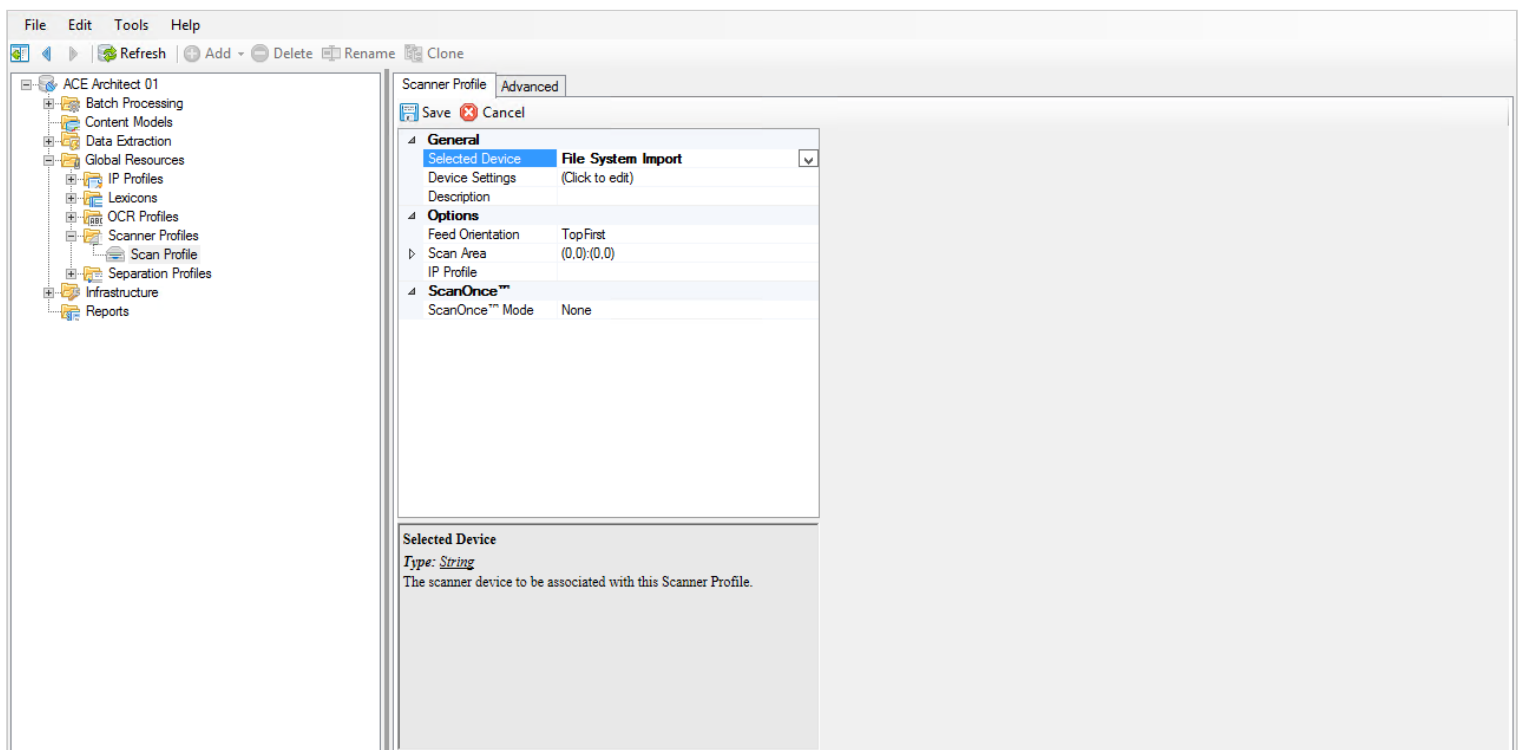 File Edit Tools Help
Refresh Add Delete Rename Clone
ACE Architect 01
Batch Processing
Content Models
Data Extraction
Global Resources
IP Profiles
Lexicons
OCR Profiles
Scanner Profiles
Scan Profile
Separation Profiles
Infrastructure
Reports
Scanner Profile Advanced
Save Cancel
General
Selected Device File System Import
Device Settings (Click to edit)
Description
Options
Feed Orientation TopFirst
Scan Area (0,0):(0,0)
IP Profile
ScanOnce™
ScanOnce™ Mode None
Selected Device
Type: String
The scanner device to be associated with this Scanner Profile.